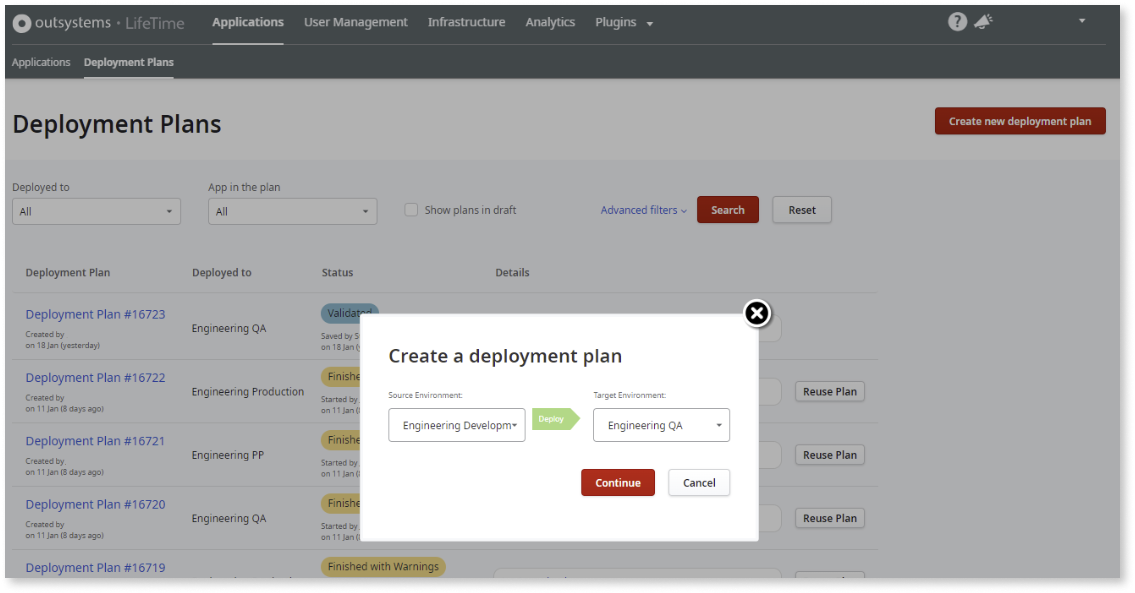 outsystems · LifeTime Applications User Management Infrastructure Analytics Plugins ?
Applications Deployment Plans
Deployment Plans
Create new deployment plan
Deployed to App in the plan
All All Show plans in draft Advanced filters Search Reset
Deployment Plan Deployed to Status Details
Deployment Plan #16723 Engineering QA Validated
Created by Saved by
on 18 Jan (yesterday) on 18 Jan
Create a deployment plan
Source Environment: Target Environment:
Engineering Developm Deploy Engineering QA
Continue Cancel
Deployment Plan #16722 Engineering Production Finishe Reuse Plan
Created by Started by
on 11 Jan (8 days ago) on 11 Jan
Deployment Plan #16721 Engineering PP Finishe Reuse Plan
Created by Started by
on 11 Jan (8 days ago) on 11 Jan
Deployment Plan #16720 Engineering QA Finishe Reuse Plan
Created by Started by
on 11 Jan (8 days ago) on 11 Jan
Deployment Plan #16719 Finished with Warnings